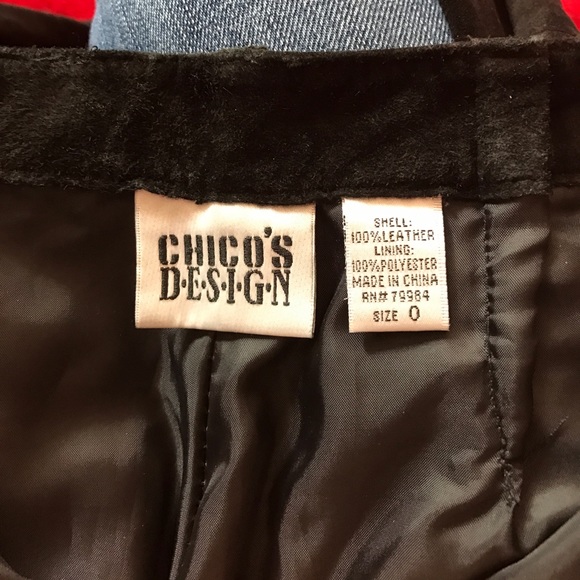 CHICO'S
D·E·S·I·G·N
SHELL:
100%LEATHER
LINING:
100%POLYESTER
MADE IN CHINA
RN# 79984
SIZE 0